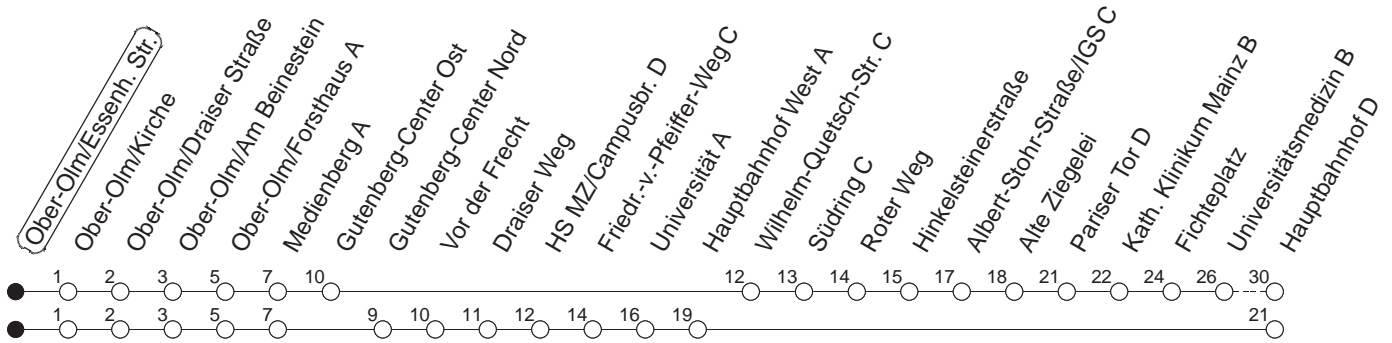 Ober-Olm/Essenh. Str.
Ober-Olm/Kirche
Ober-Olm/Draiser Straße
Ober-Olm/Am Beinestein
Ober-Olm/Forsthaus A
Medienberg A
Gutenberg-Center Ost
Gutenberg-Center Nord
Vor der Frecht
Draiser Weg
HS MZ/Campusbr. D
Friedr.-v.-Pfeiffer-Weg C
Universität A
Hauptbahnhof West A
Wilhelm-Quetsch-Str. C
Südring C
Roter Weg
Hinkelsteinerstraße
Albert-Stohr-Straße/IGS C
Alte Ziegelei
Pariser Tor D
Kath. Klinikum Mainz B
Fichteplatz
Universitätsmedizin B
Hauptbahnhof D
1 2 3 5 7 10 12 13 14 15 17 18 21 22 24 26 30
1 2 3 5 7 9 10 11 12 14 16 19 21